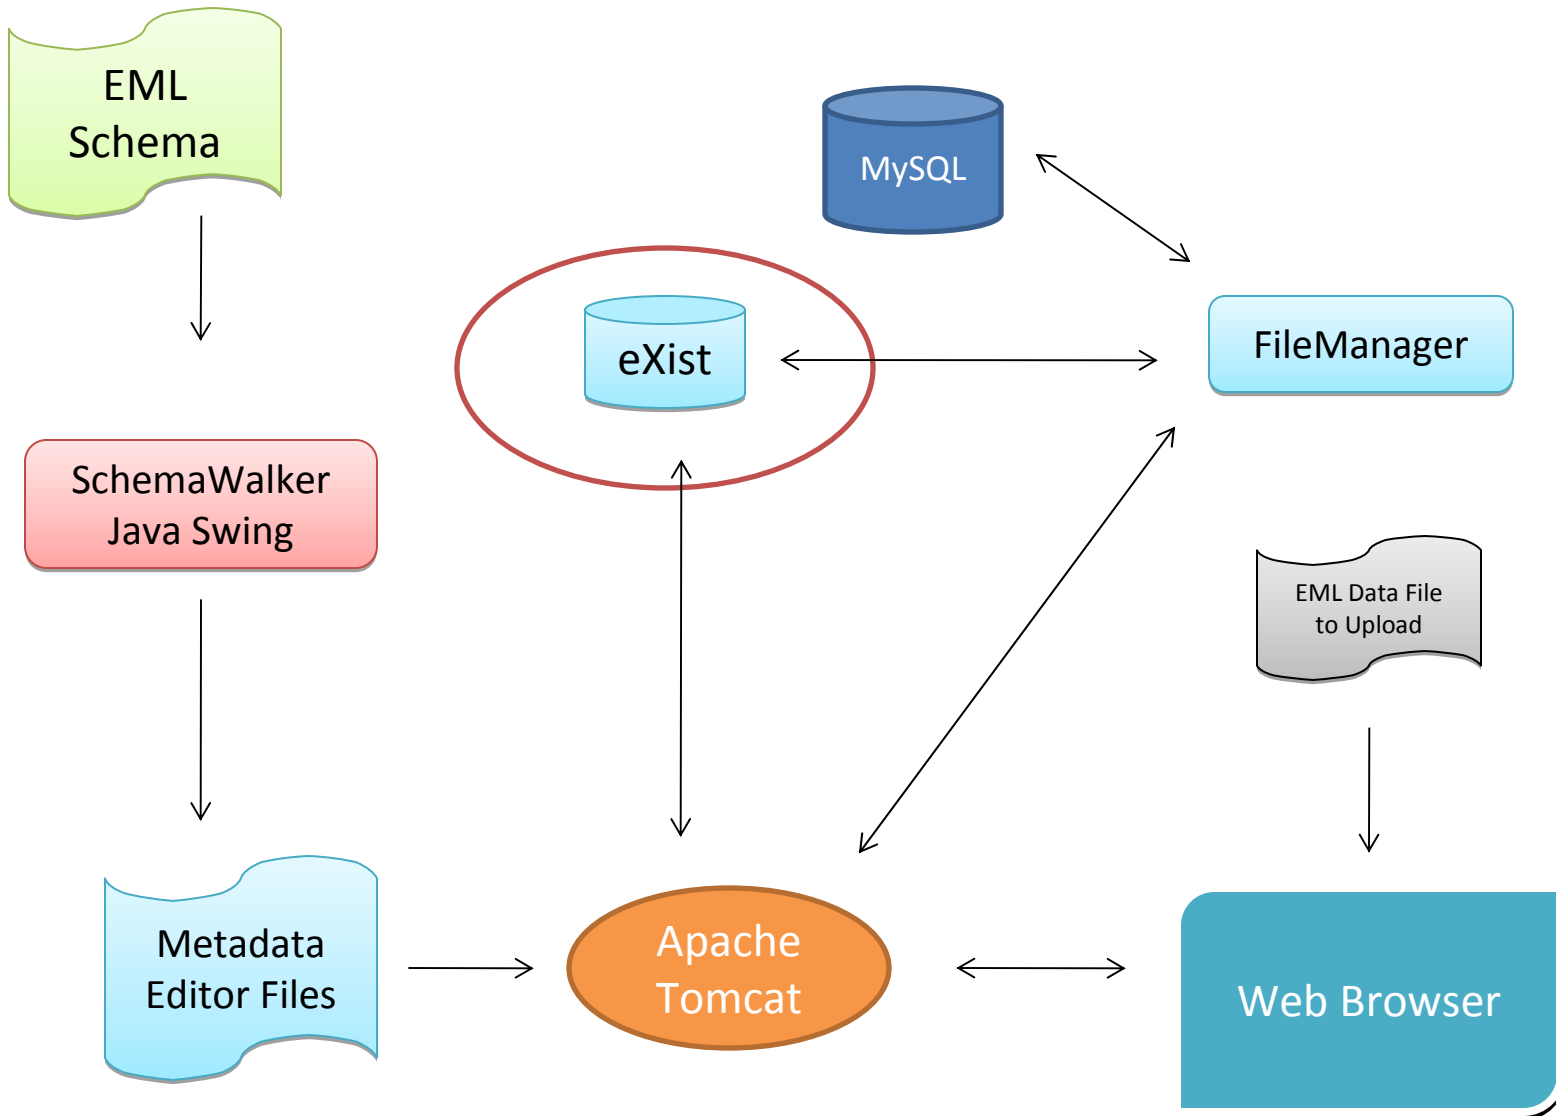 EML
Schema
MySQL
eXist
FileManager
SchemaWalker
Java Swing
EML Data File
to Upload
Metadata
Editor Files
Apache
Tomcat
Web Browser